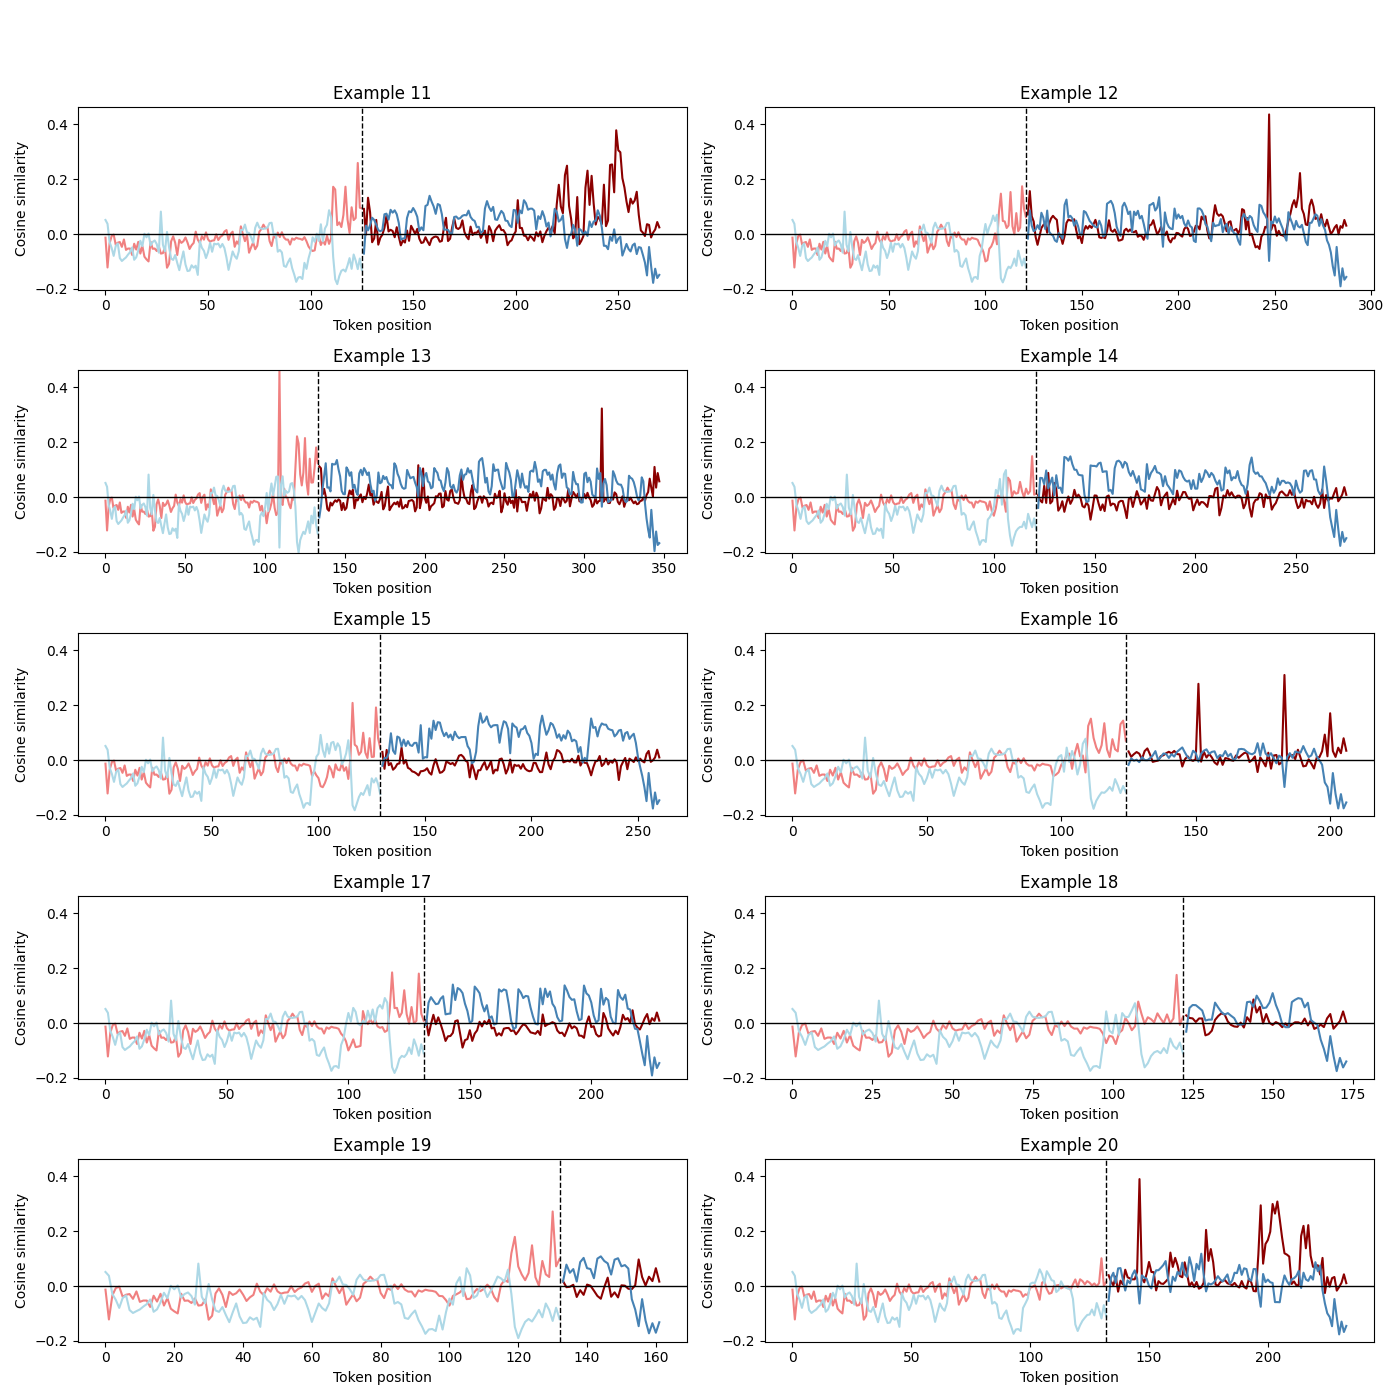 Example 11
Cosine similarity
0.4
0.2
0.0
−0.2
0 50 100 150 200 250
Token position
Example 12
Cosine similarity
0.4
0.2
0.0
−0.2
0 50 100 150 200 250 300
Token position
Example 13
Cosine similarity
0.4
0.2
0.0
−0.2
0 50 100 150 200 250 300 350
Token position
Example 14
Cosine similarity
0.4
0.2
0.0
−0.2
0 50 100 150 200 250
Token position
Example 15
Cosine similarity
0.4
0.2
0.0
−0.2
0 50 100 150 200 250
Token position
Example 16
Cosine similarity
0.4
0.2
0.0
−0.2
0 50 100 150 200
Token position
Example 17
Cosine similarity
0.4
0.2
0.0
−0.2
0 50 100 150 200
Token position
Example 18
Cosine similarity
0.4
0.2
0.0
−0.2
0 25 50 75 100 125 150 175
Token position
Example 19
Cosine similarity
0.4
0.2
0.0
−0.2
0 20 40 60 80 100 120 140 160
Token position
Example 20
Cosine similarity
0.4
0.2
0.0
−0.2
0 50 100 150 200
Token position